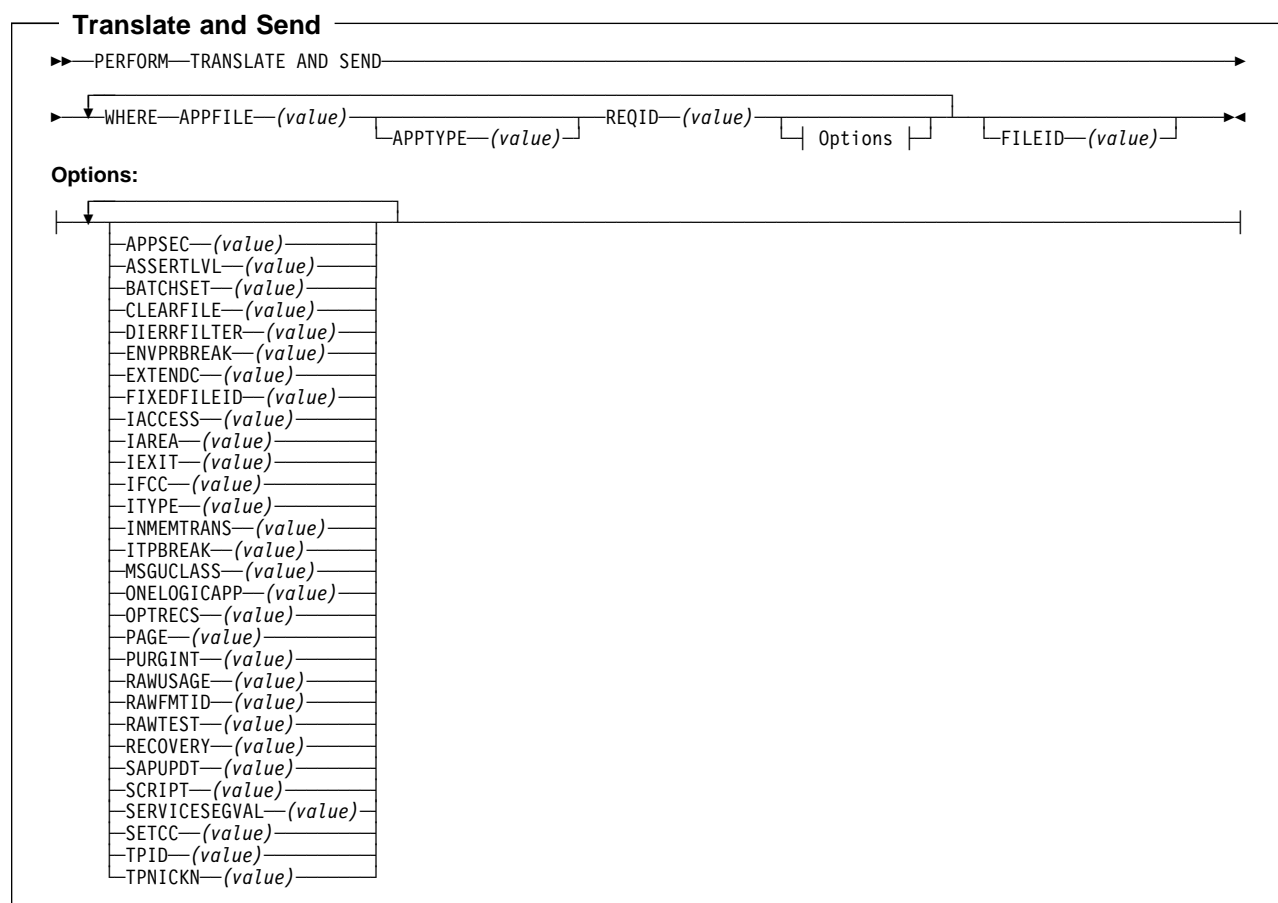 Translate and Send
PERFORM TRANSLATE AND SEND
WHERE APPFILE (value) REQID (value)
APPTYPE (value) Options FILEID (value)
Options:
APPSEC (value)
ASSERTLVL (value)
BATCHSET (value)
CLEARFILE (value)
DIERRFILTER (value)
ENVPRBREAK (value)
EXTENDC (value)
FIXEDFILEID (value)
IACCESS (value)
IAREA (value)
IEXIT (value)
IFCC (value)
ITYPE (value)
INMEMTRANS (value)
ITPBREAK (value)
MSGUCLASS (value)
ONELOGICAPP (value)
OPTRECS (value)
PAGE (value)
PURGINT (value)
RAWUSAGE (value)
RAWFMTID (value)
RAWTEST (value)
RECOVERY (value)
SAPUPDT (value)
SCRIPT (value)
SERVICESEGVAL (value)
SETCC (value)
TPID (value)
TPNICKN (value)